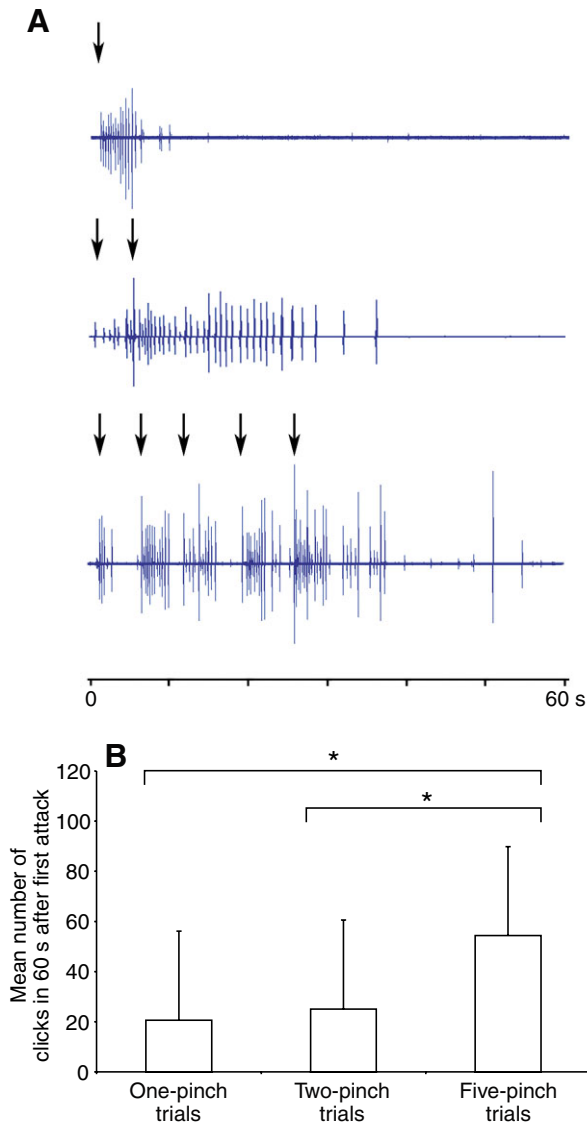 A
0
60 s
B
*
*
120
100
80
60
40
20
0
Mean number of
clicks in 60 s after first attack
One-pinch
trials
Two-pinch
trials
Five-pinch
trials